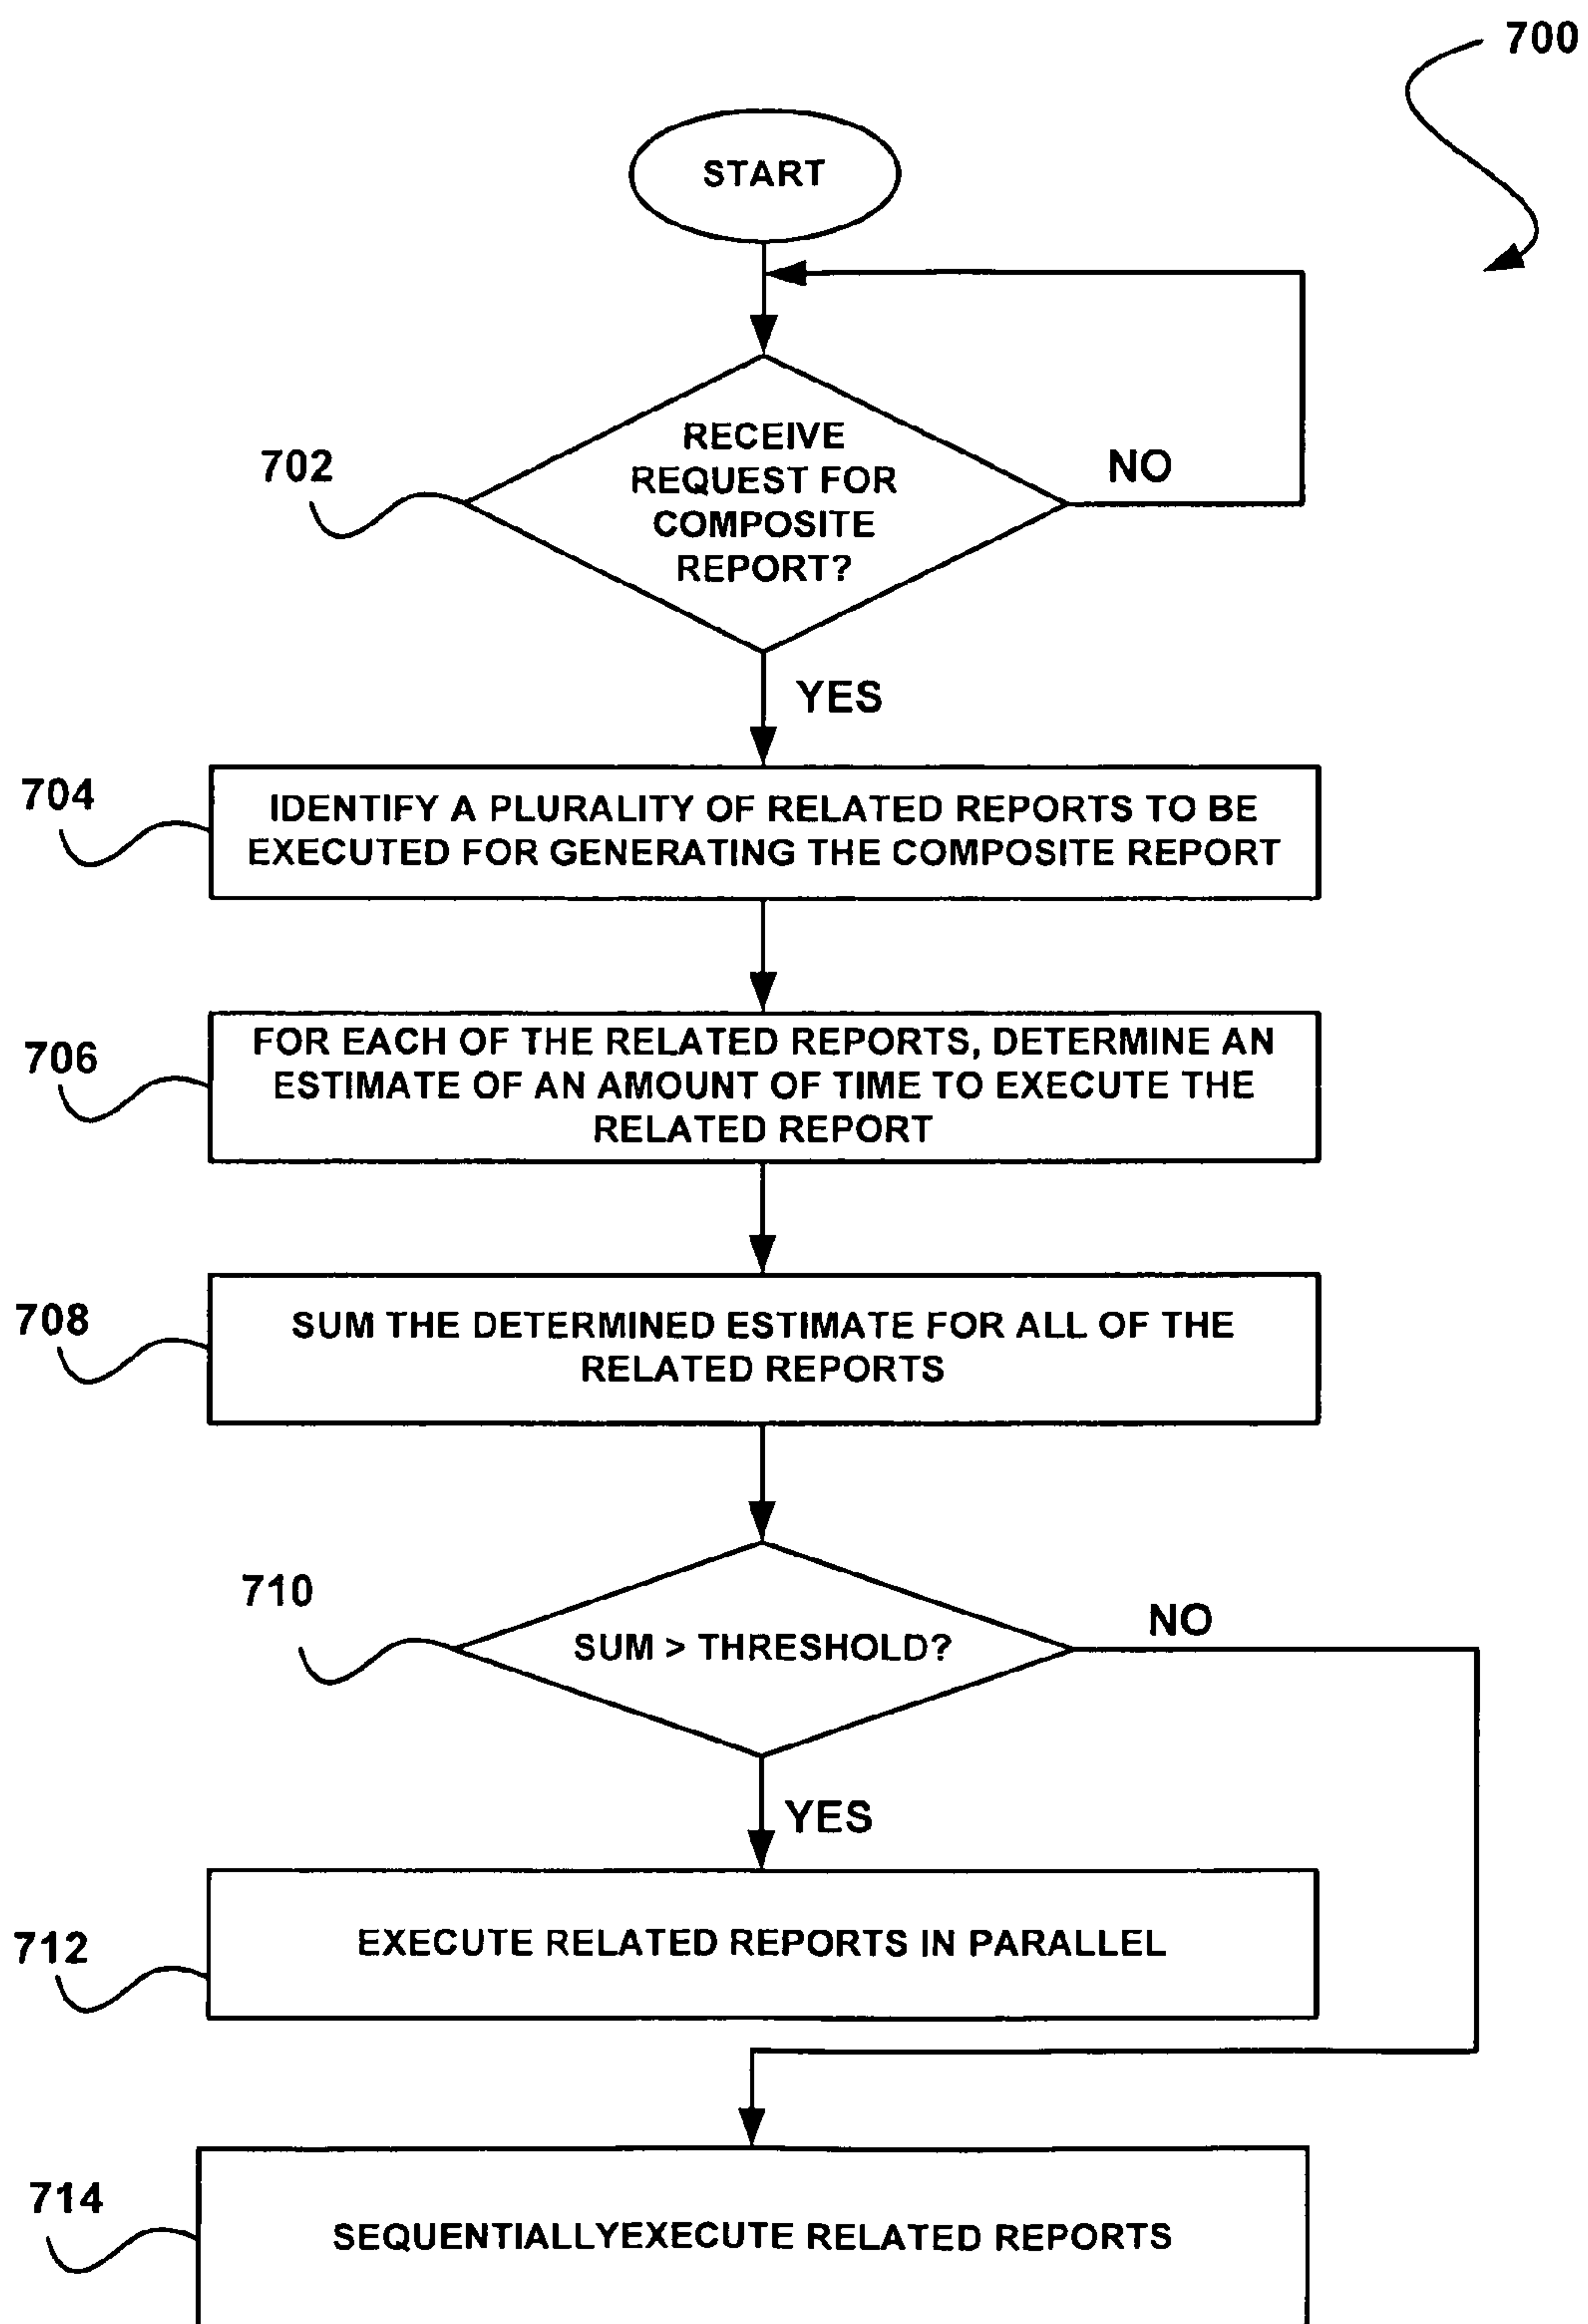 700
START
702
RECEIVE
REQUEST FOR
COMPOSITE
REPORT?
NO
YES
704
IDENTIFY A PLURALITY OF RELATED REPORTS TO BE
EXECUTED FOR GENERATING THE COMPOSITE REPORT
706
FOR EACH OF THE RELATED REPORTS, DETERMINE AN
ESTIMATE OF AN AMOUNT OF TIME TO EXECUTE THE
RELATED REPORT
708
SUM THE DETERMINED ESTIMATE FOR ALL OF THE
RELATED REPORTS
710
SUM > THRESHOLD?
NO
YES
712
EXECUTE RELATED REPORTS IN PARALLEL
714
SEQUENTIALLYEXECUTE RELATED REPORTS